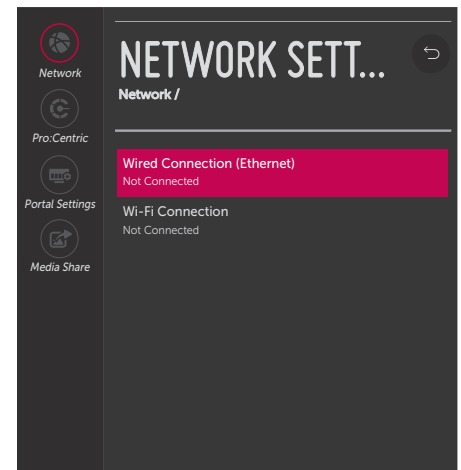 NETWORK SETT...
Network /
Network
Pro:Centric
Portal Settings
Media Share
Wired Connection (Ethernet)
Not Connected
Wi-Fi Connection
Not Connected